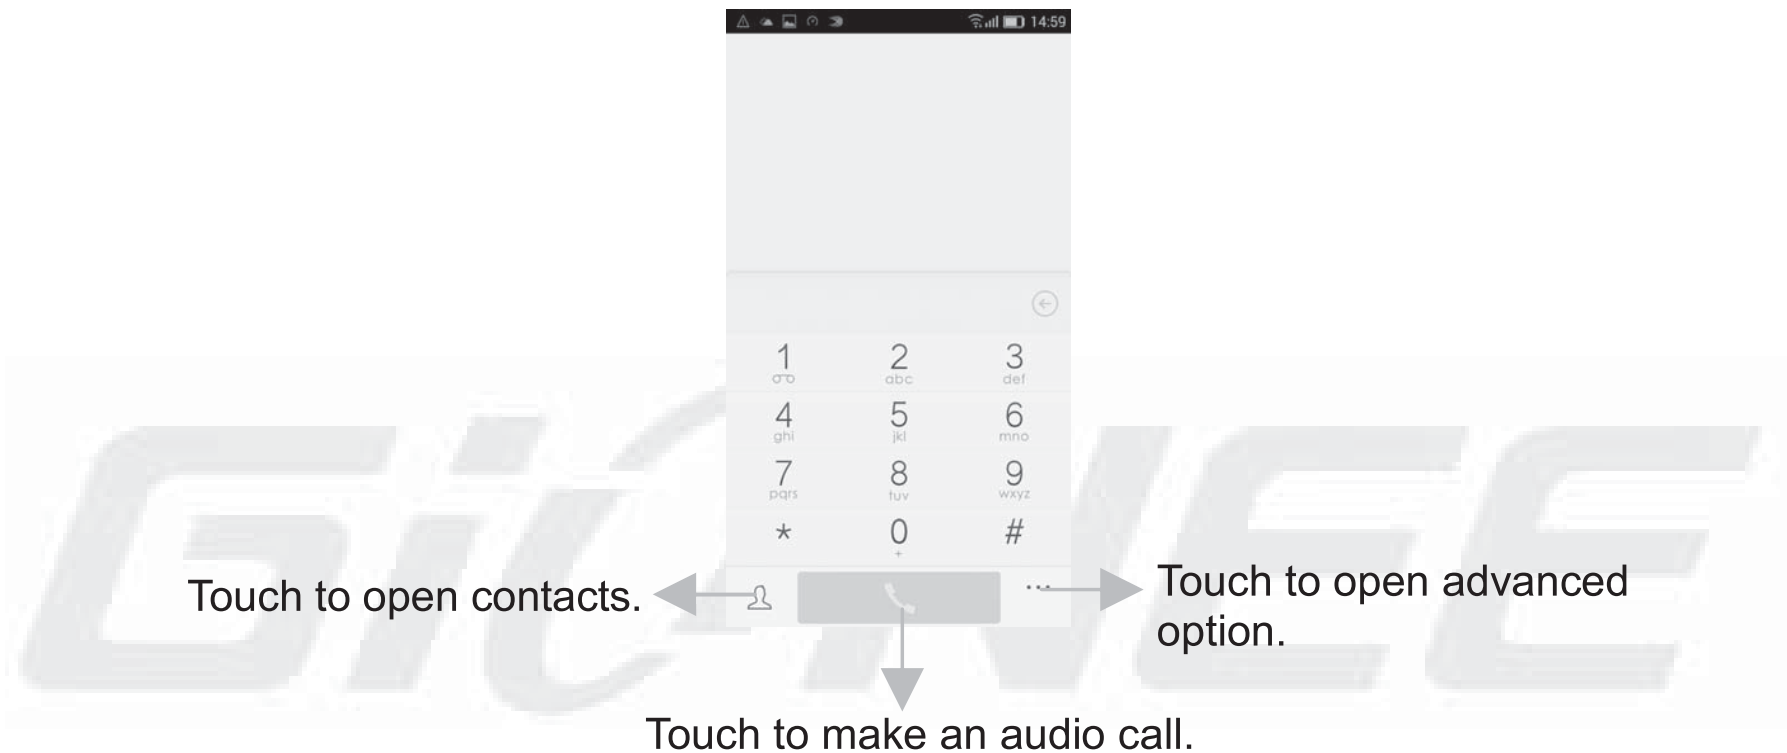 14:59
1 2 3
abc def
4 5 6
ghi jkl mno
7 8 9
pqrs tuv wxyz
* 0 #
+
Touch to open contacts.
Touch to open advanced
option.
Touch to make an audio call.
GiONEE